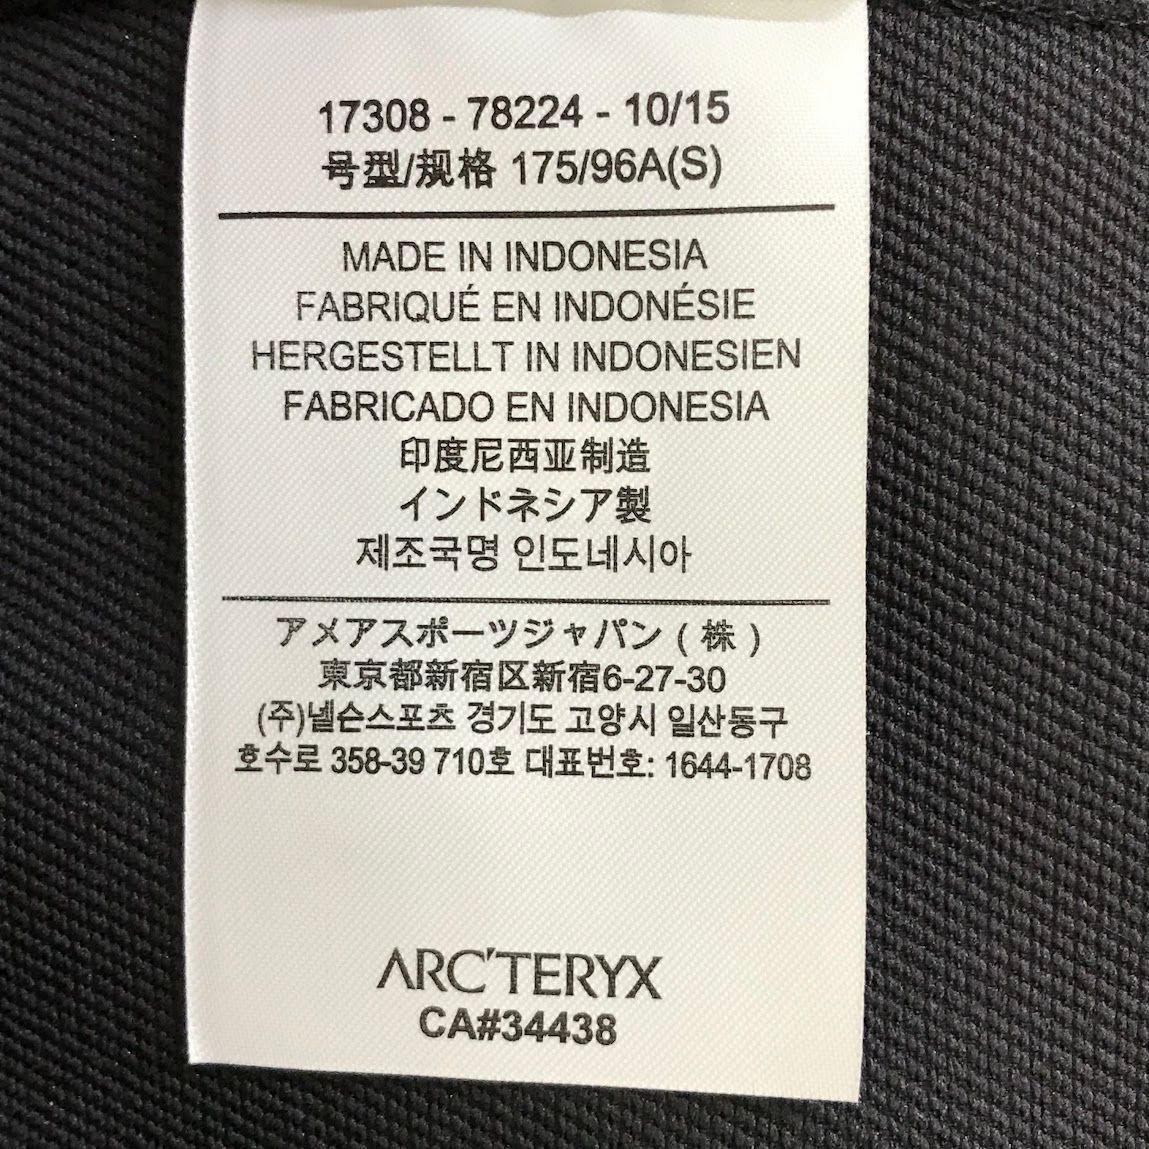 17308 - 78224 - 10/15
号型/规格 175/96A(S)
MADE IN INDONESIA
FABRIQUÉ EN INDONÉSIE
HERGESTELLT IN INDONESIEN
FABRICADO EN INDONESIA
印度尼西亚制造
インドネシア製
제조국명 인도네시아
アメアスポーツジャパン ( 株 )
東京都新宿区新宿6-27-30
(주)넬슨스포츠 경기도 고양시 일산동구
호수로 358-39 710호 대표번호: 1644-1708
ARC'TERYX
CA#34438